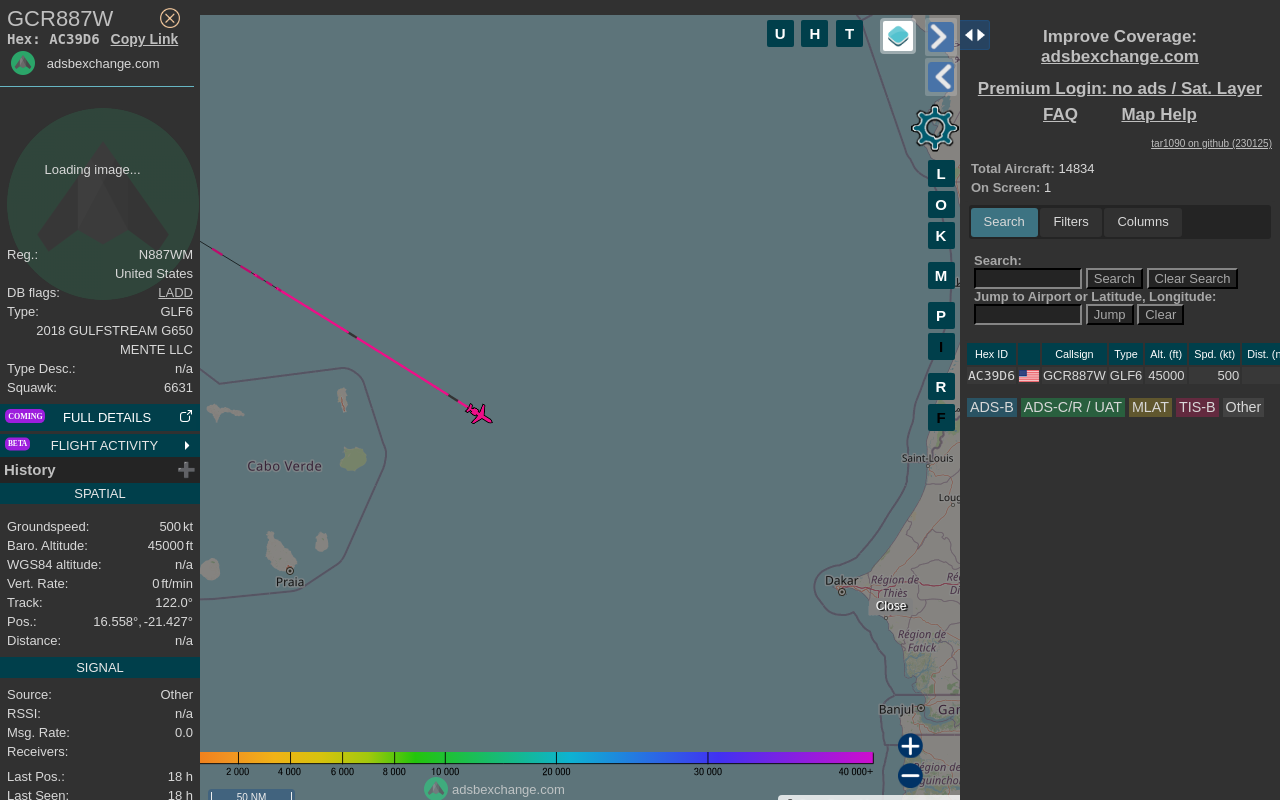 GCR887W
Hex: AC39D6 Copy Link
adsbexchange.com
Loading image...
Reg.: N887WM
United States
DB flags: LADD
Type: GLF6
2018 GULFSTREAM G650
MENTE LLC
Type Desc.: n/a
Squawk: 6631
COMING FULL DETAILS
BETA FLIGHT ACTIVITY
History
SPATIAL
Groundspeed: 500 kt
Baro. Altitude: 45000 ft
WGS84 altitude: n/a
Vert. Rate: 0 ft/min
Track: 122.0°
Pos.: 16.558°, -21.427°
Distance: n/a
SIGNAL
Source: Other
RSSI: n/a
Msg. Rate: 0.0
Receivers:
Last Pos.: 18 h
Last Seen: 18 h
U H T
L
O
K
M
P
I
R
F
Cabo Verde
Praia
Saint-Louis
Dakar
Région de
Thiès
Close
Région de
Fatick
Banjul
2 000 4 000 6 000 8 000 10 000 20 000 30 000 40 000+
adsbexchange.com
50 NM
Improve Coverage:
adsbexchange.com
Premium Login: no ads / Sat. Layer
FAQ Map Help
tar1090 on github (230125)
Total Aircraft: 14834
On Screen: 1
Search Filters Columns
Search:
Search Clear Search
Jump to Airport or Latitude, Longitude:
Jump Clear
Hex ID Callsign Type Alt. (ft) Spd. (kt) Dist. (n
AC39D6 GCR887W GLF6 45000 500
ADS-B ADS-C/R / UAT MLAT TIS-B Other